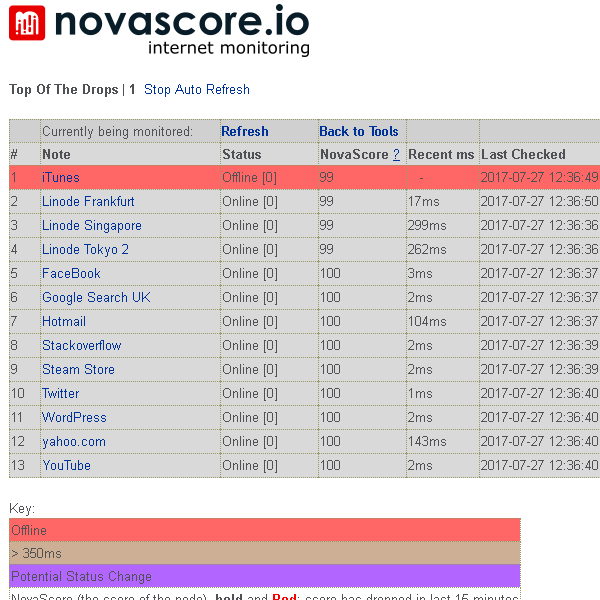 novascore.io
internet monitoring
Top Of The Drops | 1 Stop Auto Refresh
Currently being monitored: Refresh Back to Tools
# Note Status NovaScore ? Recent ms Last Checked
1 iTunes Offline [0] 99 - 2017-07-27 12:36:49
2 Linode Frankfurt Online [0] 99 17ms 2017-07-27 12:36:50
3 Linode Singapore Online [0] 99 299ms 2017-07-27 12:36:36
4 Linode Tokyo 2 Online [0] 99 262ms 2017-07-27 12:36:36
5 FaceBook Online [0] 100 3ms 2017-07-27 12:36:37
6 Google Search UK Online [0] 100 2ms 2017-07-27 12:36:37
7 Hotmail Online [0] 100 104ms 2017-07-27 12:36:37
8 Stackoverflow Online [0] 100 2ms 2017-07-27 12:36:39
9 Steam Store Online [0] 100 2ms 2017-07-27 12:36:39
10 Twitter Online [0] 100 1ms 2017-07-27 12:36:40
11 WordPress Online [0] 100 2ms 2017-07-27 12:36:40
12 yahoo.com Online [0] 100 143ms 2017-07-27 12:36:40
13 YouTube Online [0] 100 2ms 2017-07-27 12:36:40
Key:
Offline
> 350ms
Potential Status Change
NovaScore (the score of the node), bold and Red: score has dropped in last 15 minutes